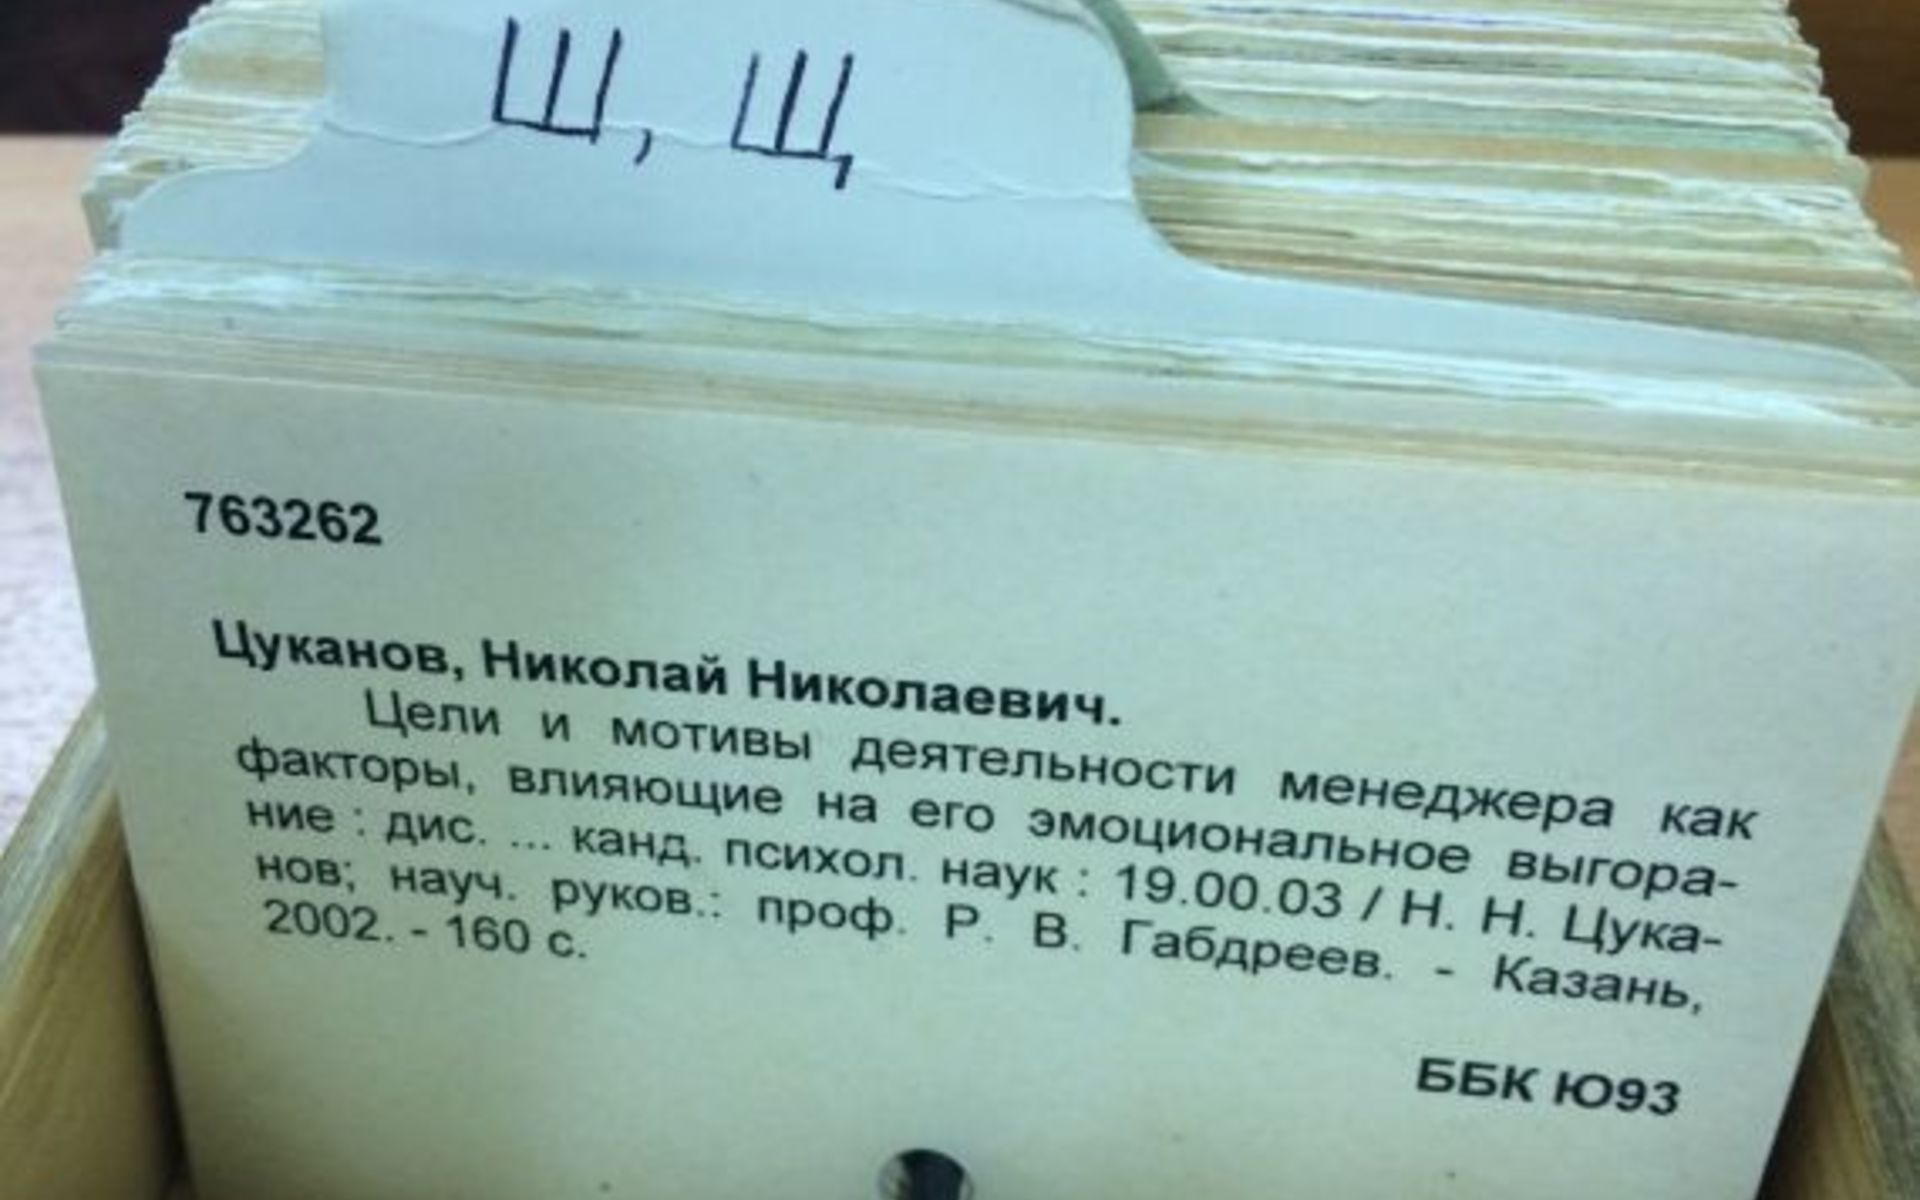 Ш, Щ
763262
Цуканов, Николай Николаевич.
Цели и мотивы деятельности менеджера как
факторы, влияющие на его эмоциональное выгора-
ние : дис. ... канд. психол. наук : 19.00.03 / Н. Н. Цука-
нов; науч. руков.: проф. Р. В. Габдреев. - Казань,
2002. - 160 с.
ББК Ю93